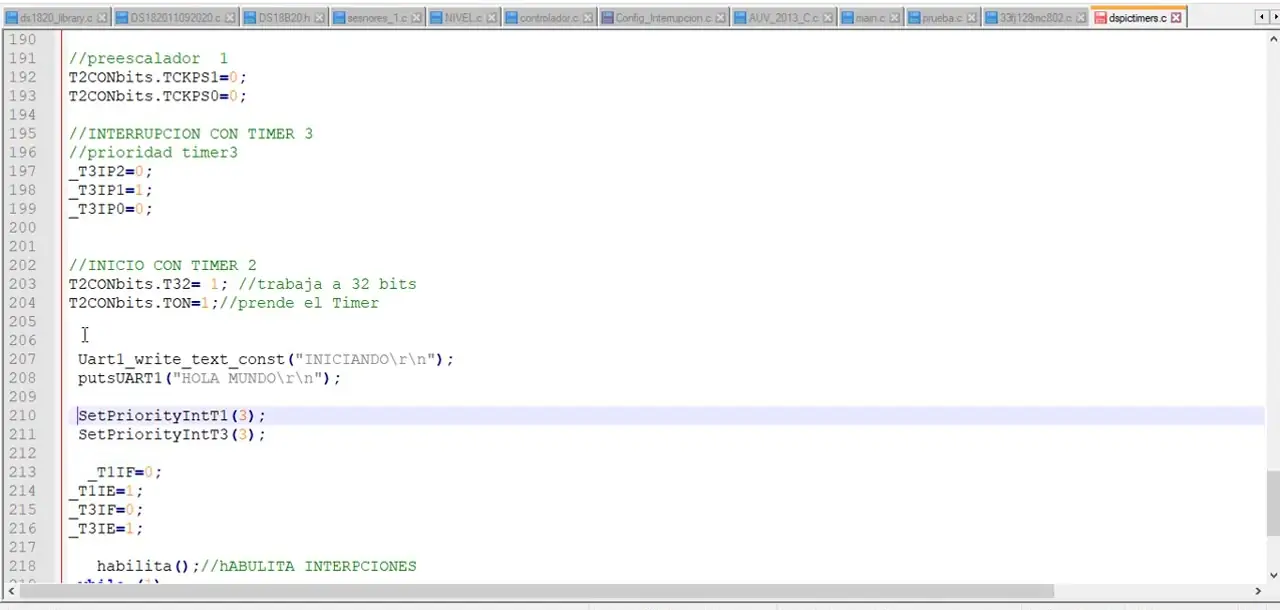 ds1820_library.c DS182011092020.c DS18B20.h sesnores_1.c NIVEL.c controlador.c Config_Interrupcion.c AUV_2013_C.c main.c prueba.c 33fj128mc802.c dspictimers.c
190
191 //preescalador  1
192 T2CONbits.TCKPS1=0;
193 T2CONbits.TCKPS0=0;
194
195 //INTERRUPCION CON TIMER 3
196 //prioridad timer3
197 _T3IP2=0;
198 _T3IP1=1;
199 _T3IP0=0;
200
201
202 //INICIO CON TIMER 2
203 T2CONbits.T32= 1; //trabaja a 32 bits
204 T2CONbits.TON=1;//prende el Timer
205
206
207 Uart1_write_text_const("INICIANDO\r\n");
208 putsUART1("HOLA MUNDO\r\n");
209
210 SetPriorityIntT1(3);
211 SetPriorityIntT3(3);
212
213 _T1IF=0;
214 _T1IE=1;
215 _T3IF=0;
216 _T3IE=1;
217
218 habilita();//hABULITA INTERPCIONES